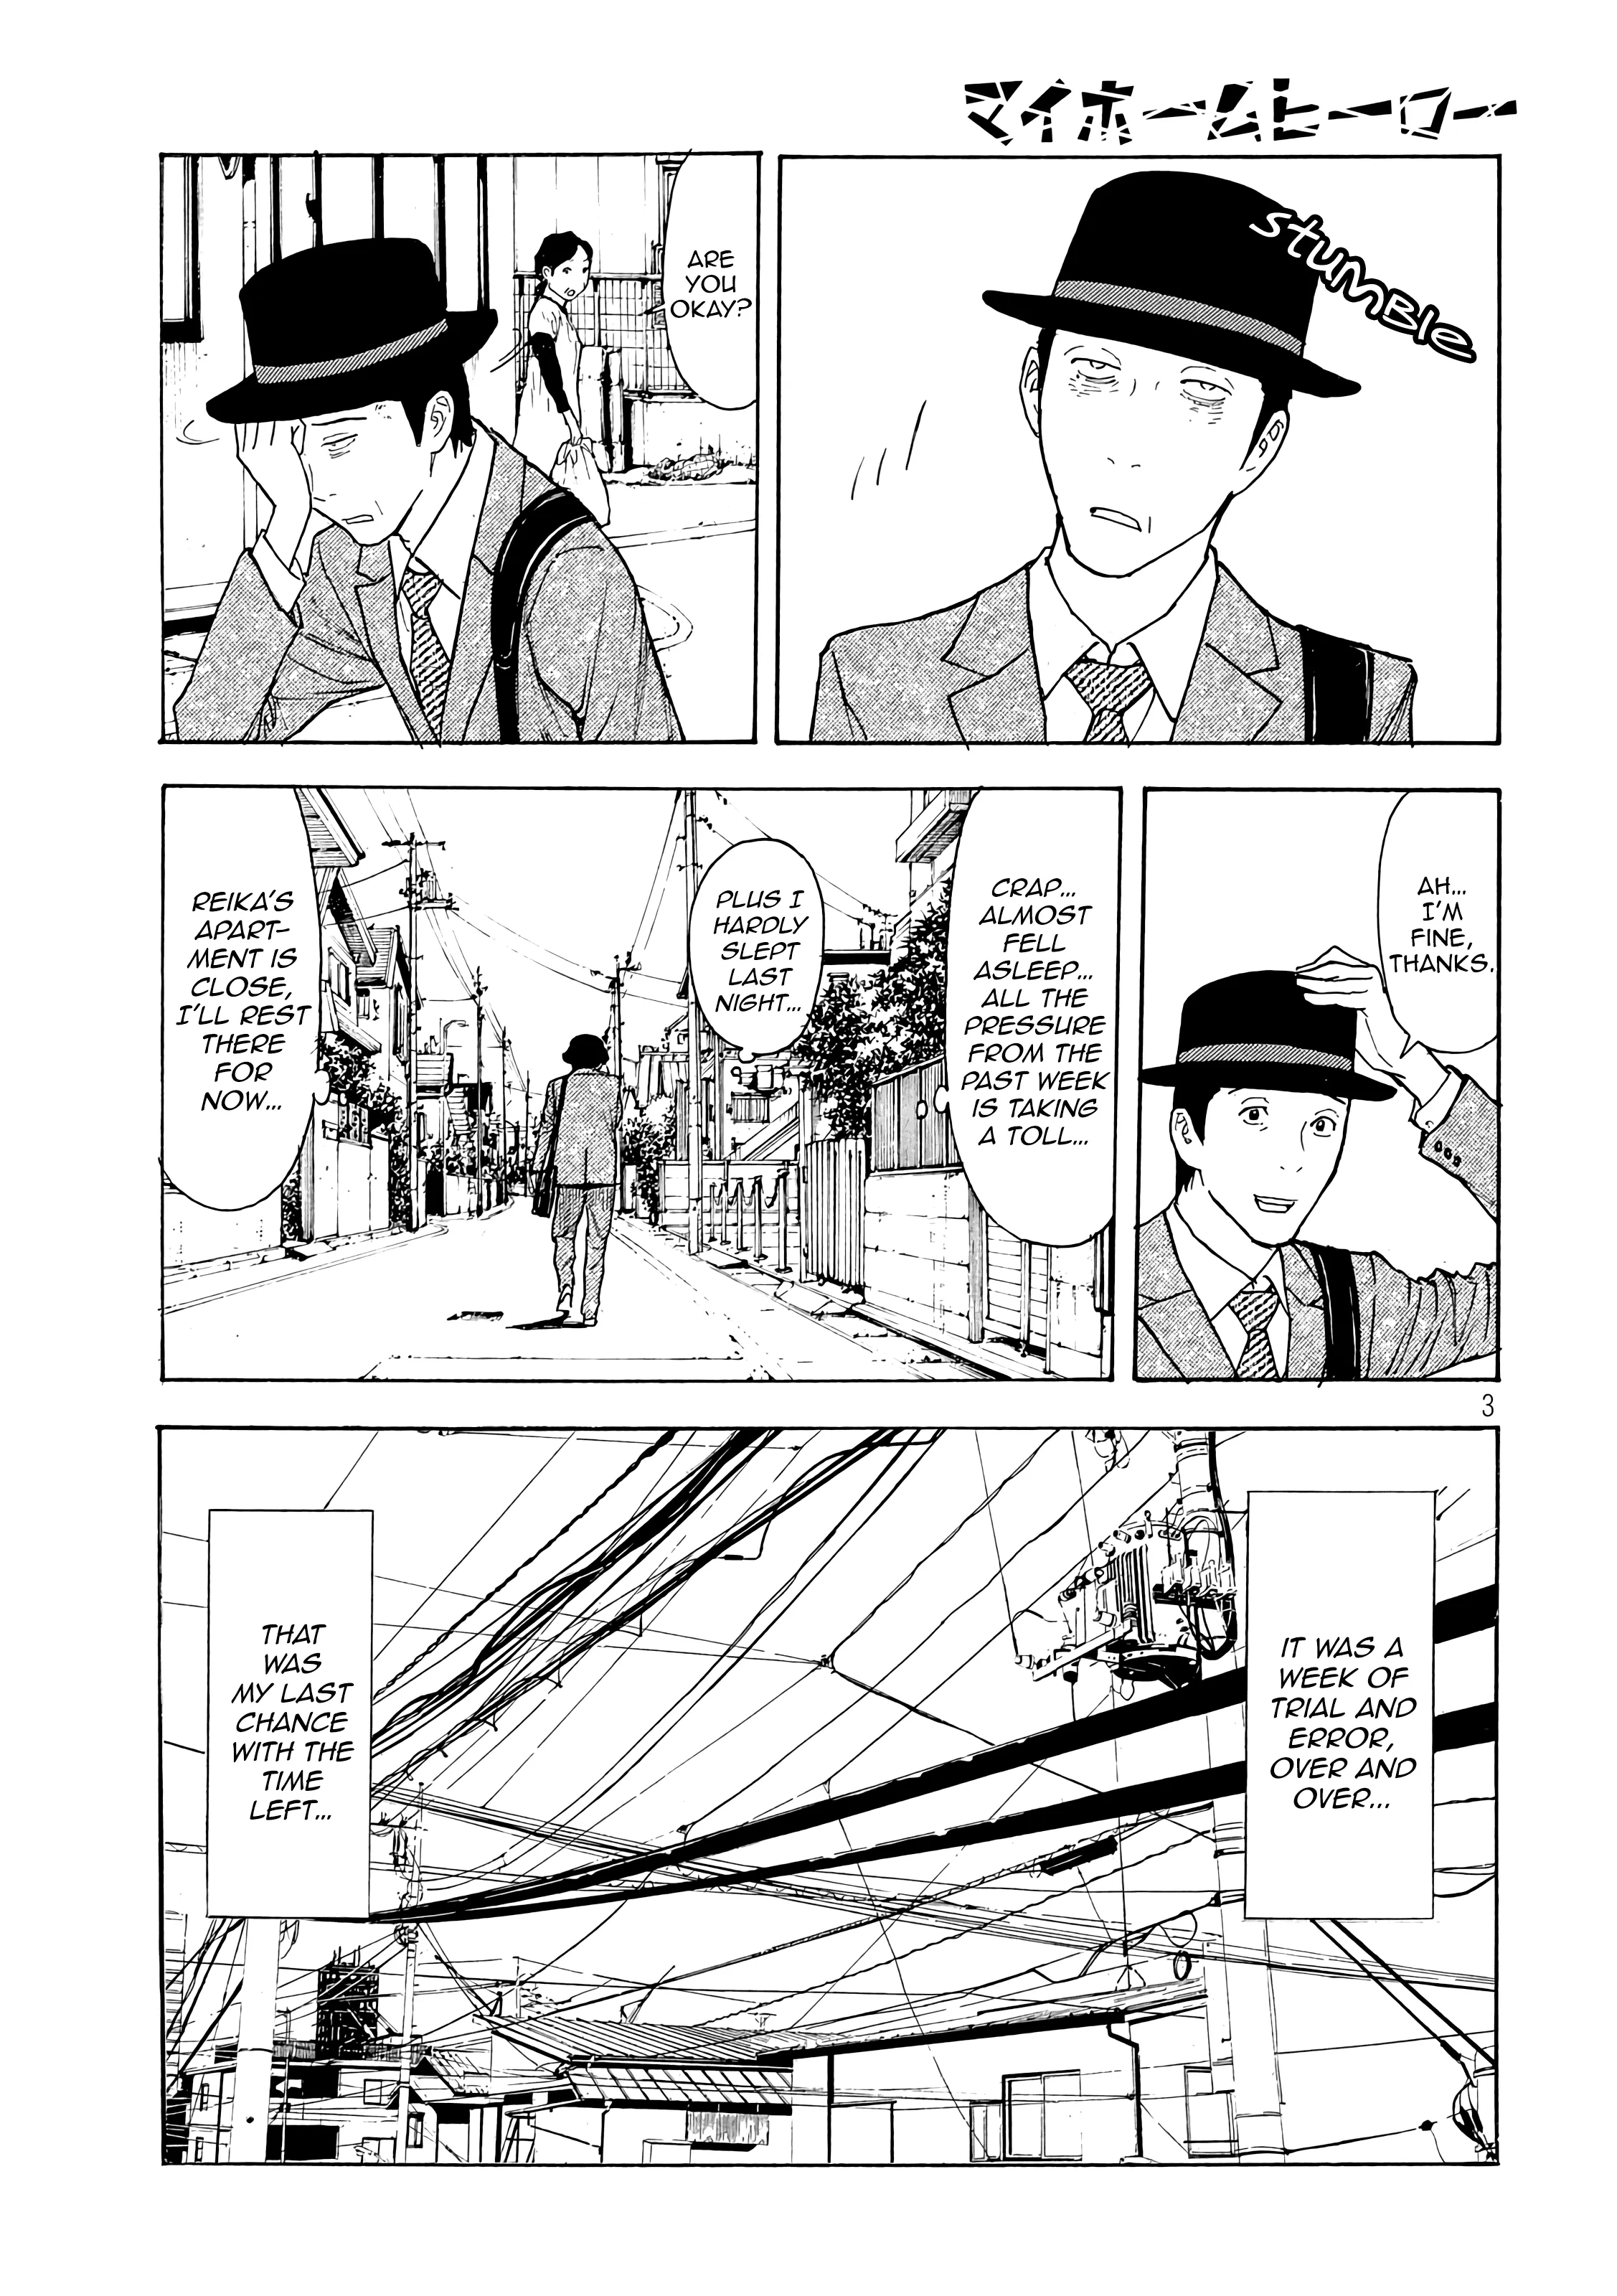 マイホームヒーロー
stumble
ARE
YOU
OKAY?
AH...
I'M
FINE,
THANKS.
CRAP...
ALMOST
FELL
ASLEEP...
ALL THE
PRESSURE
FROM THE
PAST WEEK
IS TAKING
A TOLL...
PLUS I
HARDLY
SLEPT
LAST
NIGHT...
REIKA'S
APART-
MENT IS
CLOSE,
I'LL REST
THERE
FOR
NOW...
3
IT WAS A
WEEK OF
TRIAL AND
ERROR,
OVER AND
OVER...
THAT
WAS
MY LAST
CHANCE
WITH THE
TIME
LEFT...